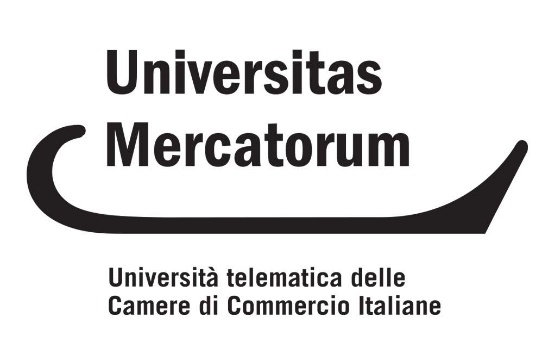 Universitas
Mercatorum
Università telematica delle
Camere di Commercio Italiane